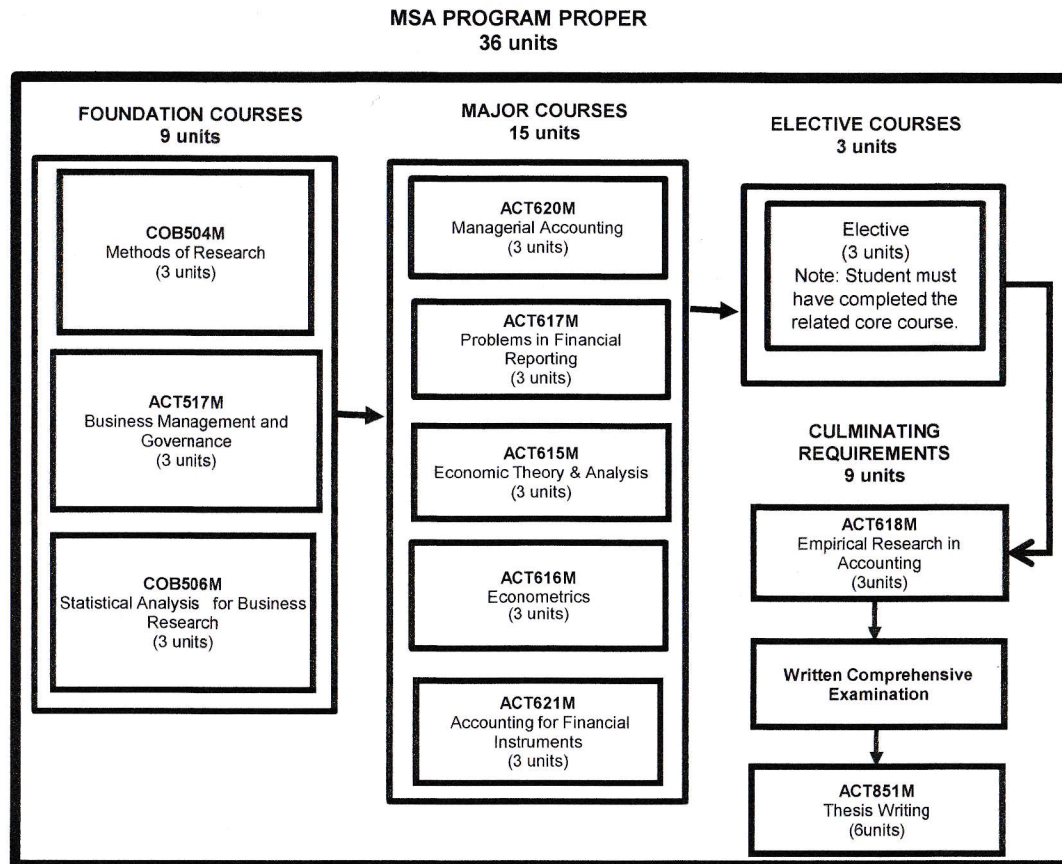 MSA PROGRAM PROPER
36 units
FOUNDATION COURSES
9 units
COB504M
Methods of Research
(3 units)
ACT517M
Business Management and
Governance
(3 units)
COB506M
Statistical Analysis for Business
Research
(3 units)
MAJOR COURSES
15 units
ACT620M
Managerial Accounting
(3 units)
ACT617M
Problems in Financial
Reporting
(3 units)
ACT615M
Economic Theory & Analysis
(3 units)
ACT616M
Econometrics
(3 units)
ACT621M
Accounting for Financial
Instruments
(3 units)
ELECTIVE COURSES
3 units
Elective
(3 units)
Note: Student must
have completed the
related core course.
CULMINATING
REQUIREMENTS
9 units
ACT618M
Empirical Research in
Accounting
(3units)
Written Comprehensive
Examination
ACT851M
Thesis Writing
(6units)